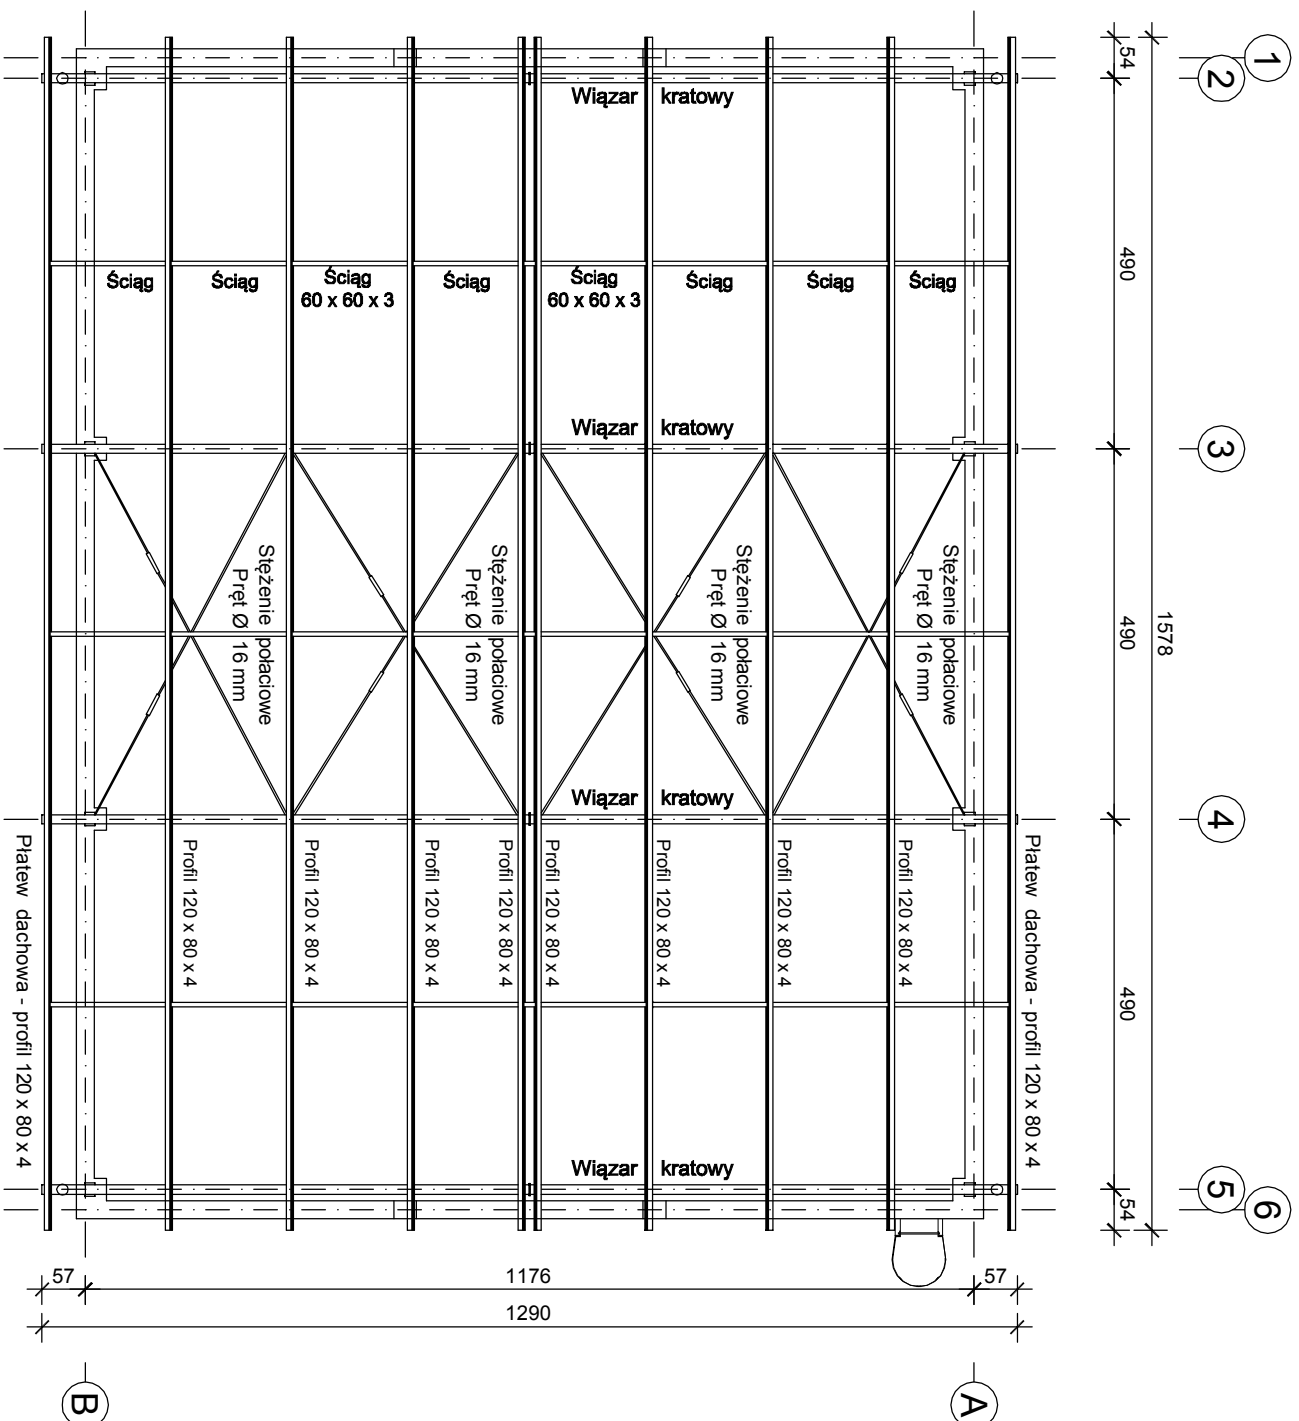 1
2
3
4
5
6
54
490
490
490
54
1578
Wiązar kratowy
Ściąg
Ściąg
Ściąg
60 x 60 x 3
Ściąg
Ściąg
60 x 60 x 3
Ściąg
Ściąg
Ściąg
Wiązar kratowy
Stężenie połaciowe
Pręt Ø 16 mm
Stężenie połaciowe
Pręt Ø 16 mm
Stężenie połaciowe
Pręt Ø 16 mm
Stężenie połaciowe
Pręt Ø 16 mm
Wiązar kratowy
Płatew dachowa - profil 120 x 80 x 4
Profil 120 x 80 x 4
Profil 120 x 80 x 4
Profil 120 x 80 x 4
Profil 120 x 80 x 4
Profil 120 x 80 x 4
Profil 120 x 80 x 4
Profil 120 x 80 x 4
Profil 120 x 80 x 4
Płatew dachowa - profil 120 x 80 x 4
Wiązar kratowy
57
1176
57
1290
B
A